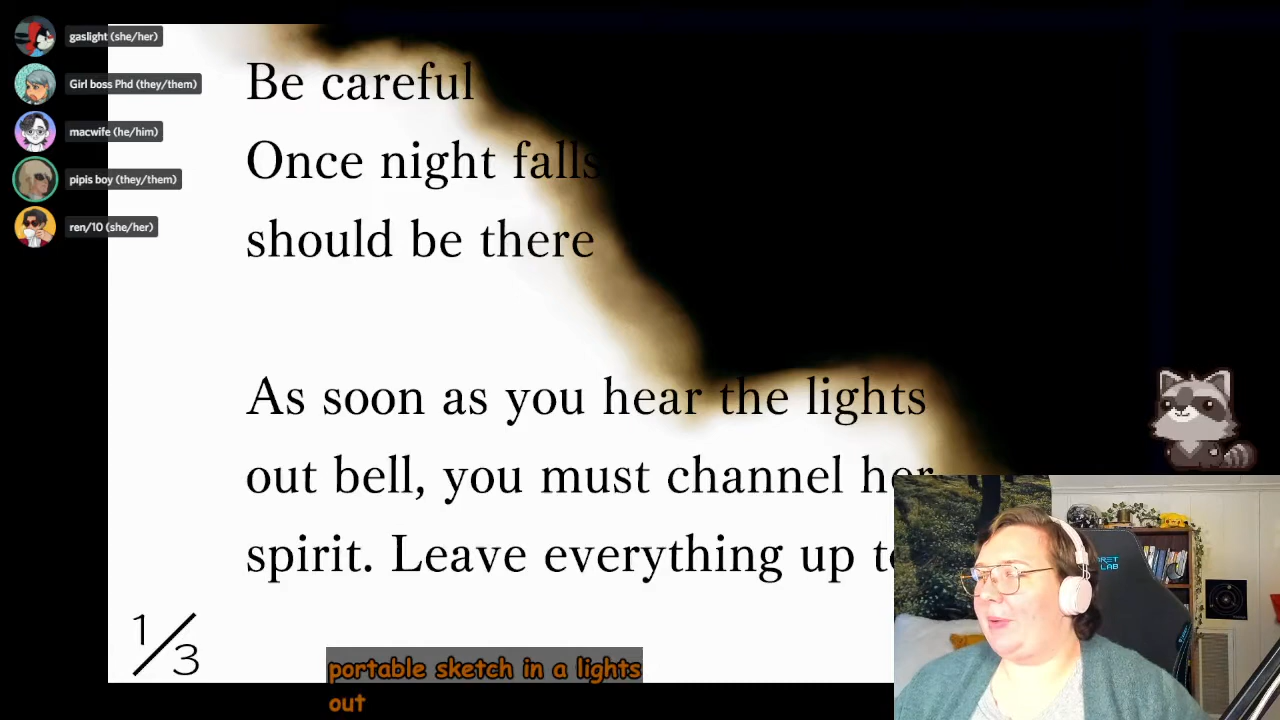 gaslight (she/her)
Girl boss Phd (they/them)
macwife (he/him)
pipis boy (they/them)
ren/10 (she/her)
Be careful
Once night falls
should be there
As soon as you hear the lights
out bell, you must channel her
spirit. Leave everything up to
1/3
portable sketch in a lights
out